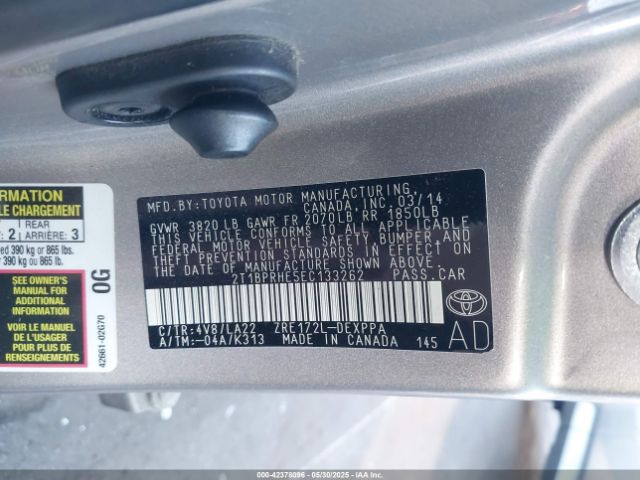 MFD.BY:TOYOTA MOTOR MANUFACTURING,
CANADA,INC. 03/14
GVWR 3820 LB GAWR FR 2070LB RR 1850LB
THIS VEHICLE CONFORMS TO ALL APPLICABLE
FEDERAL MOTOR VEHICLE SAFETY, BUMPER AND
THEFT PREVENTION STANDARDS IN EFFECT ON
THE DATE OF MANUFACTURE SHOWN ABOVE.
2T1BPRHE5EC133262 PASS.CAR
C/TR:4V8/LA22 ZRE172L-DEXPPA
A/TM:-04A/K313 MADE IN CANADA 145
AD
TOYOTA
REAR
2 ARRIÈRE: 3
390 kg or 865 lbs.
390 kg ou 865 lb.
SEE OWNER'S
MANUAL FOR
ADDITIONAL
INFORMATION
VOIR LE MANUEL
DE L'USAGER
POUR PLUS DE
RENSEIGNEMENTS
0G
42661-02G70
000-42378096 - 05/30/2025 - COPART, INC.